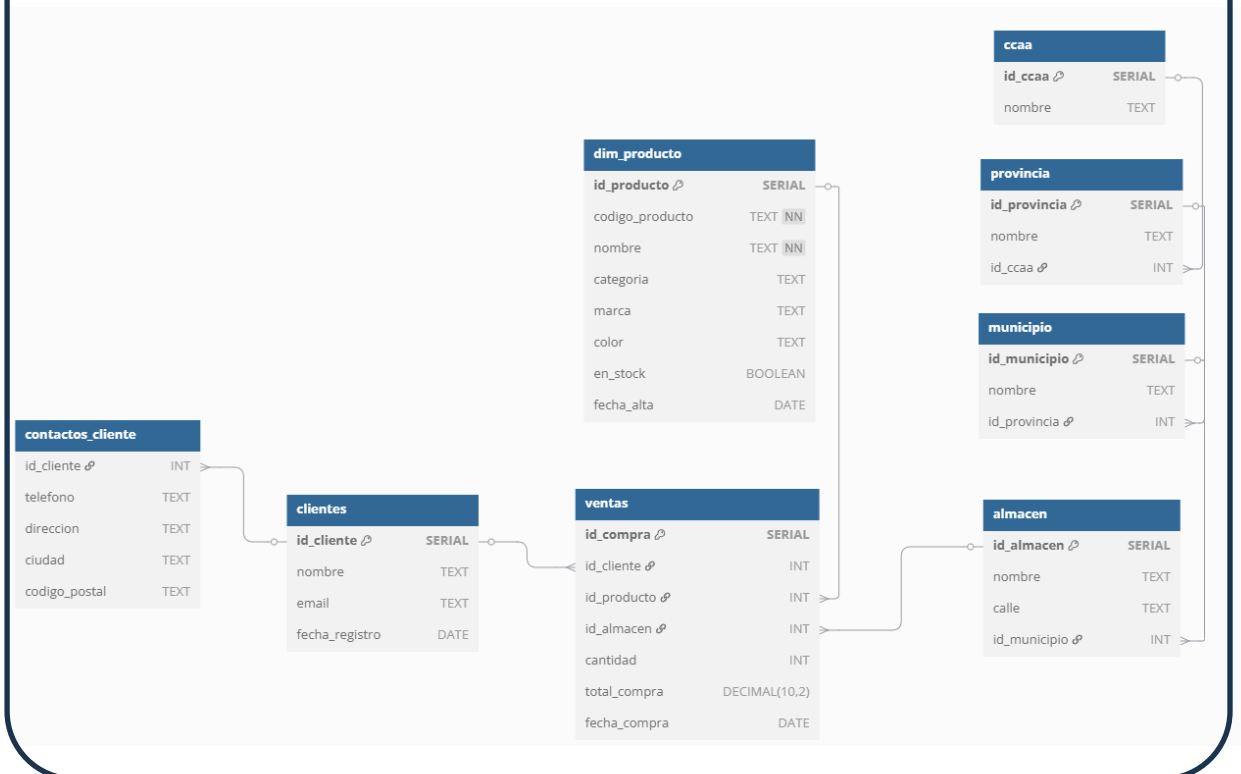 ccaa
id_ccaa SERIAL
nombre TEXT
dim_producto
id_producto SERIAL
codigo_producto TEXT NN
nombre TEXT NN
categoria TEXT
marca TEXT
color TEXT
en_stock BOOLEAN
fecha_alta DATE
provincia
id_provincia SERIAL
nombre TEXT
id_ccaa INT
municipio
id_municipio SERIAL
nombre TEXT
id_provincia INT
contactos_cliente
id_cliente INT
telefono TEXT
direccion TEXT
ciudad TEXT
codigo_postal TEXT
clientes
id_cliente SERIAL
nombre TEXT
email TEXT
fecha_registro DATE
ventas
id_compra SERIAL
id_cliente INT
id_producto INT
id_almacen INT
cantidad INT
total_compra DECIMAL(10,2)
fecha_compra DATE
almacen
id_almacen SERIAL
nombre TEXT
calle TEXT
id_municipio INT